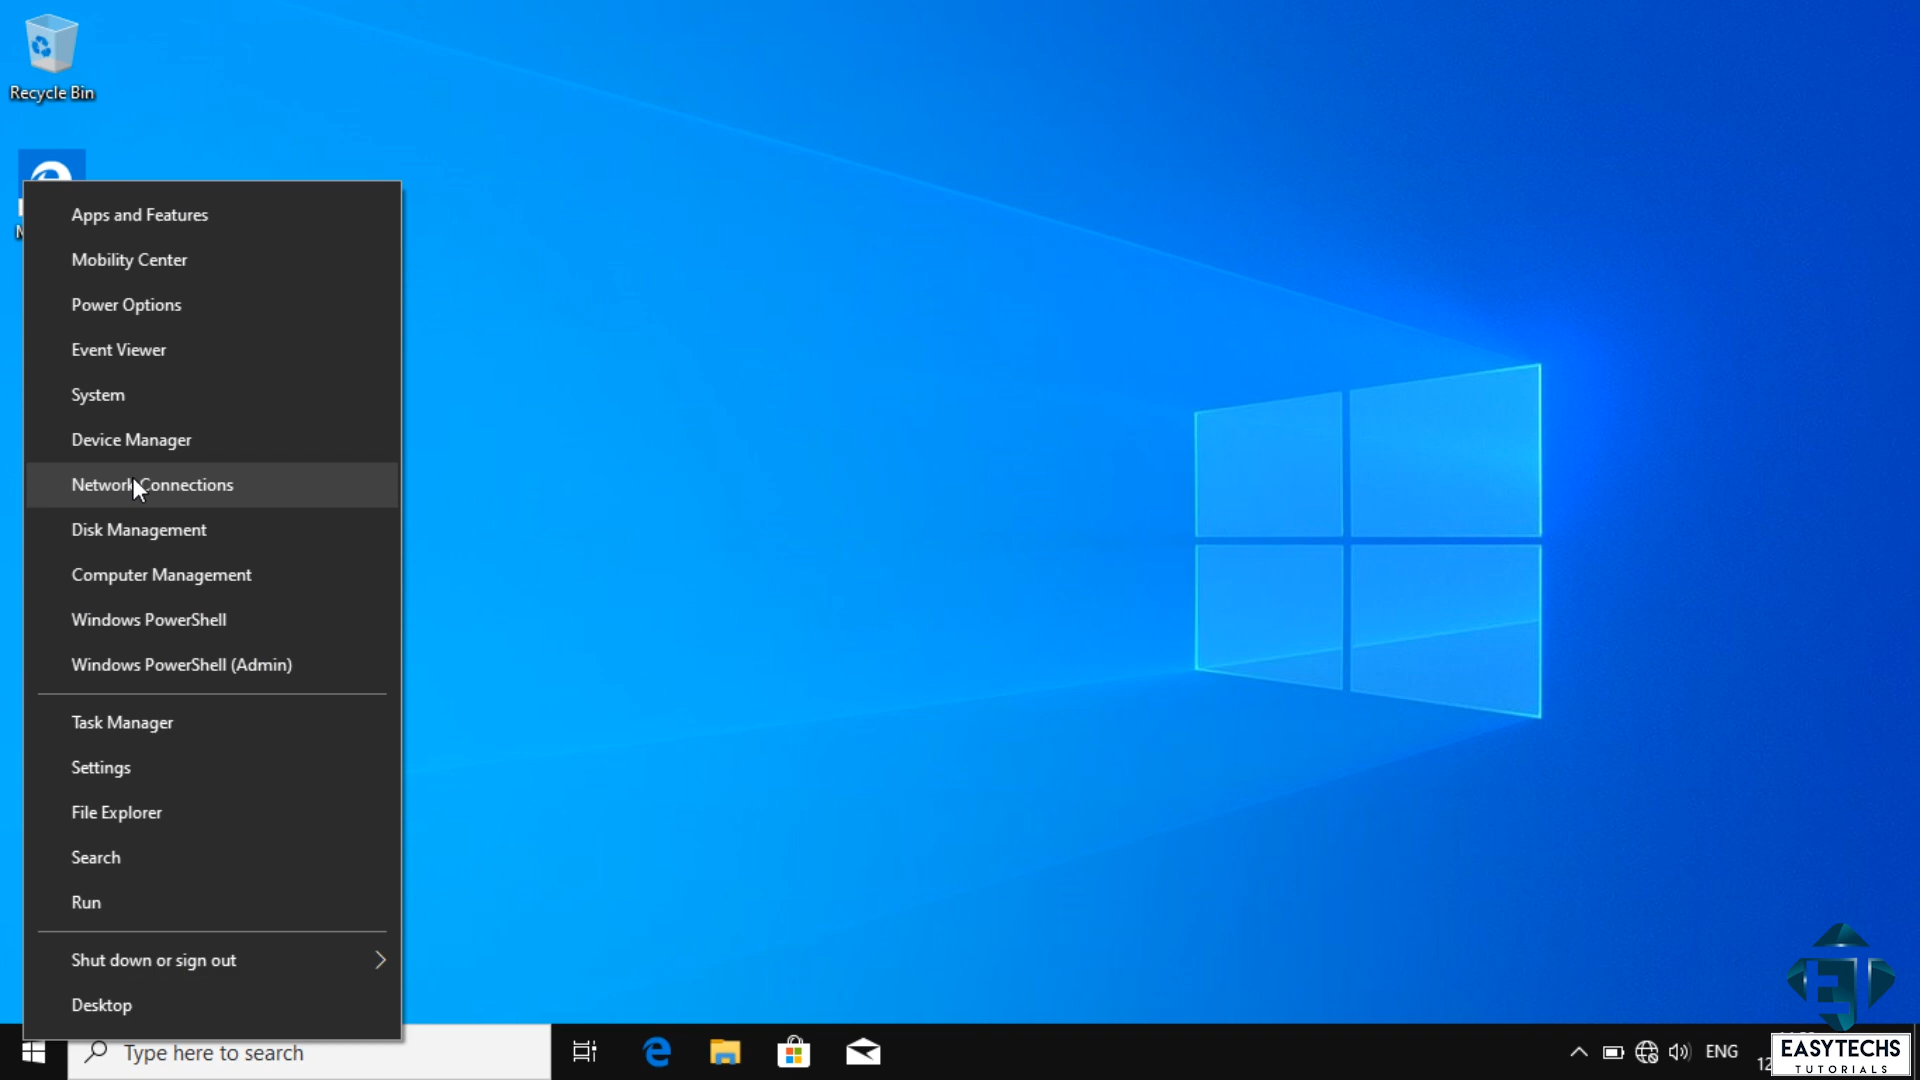 Recycle Bin
Apps and Features
Mobility Center
Power Options
Event Viewer
System
Device Manager
Network Connections
Disk Management
Computer Management
Windows PowerShell
Windows PowerShell (Admin)
Task Manager
Settings
File Explorer
Search
Run
Shut down or sign out
Desktop
Type here to search
ENG
EASYTECHS
TUTORIALS